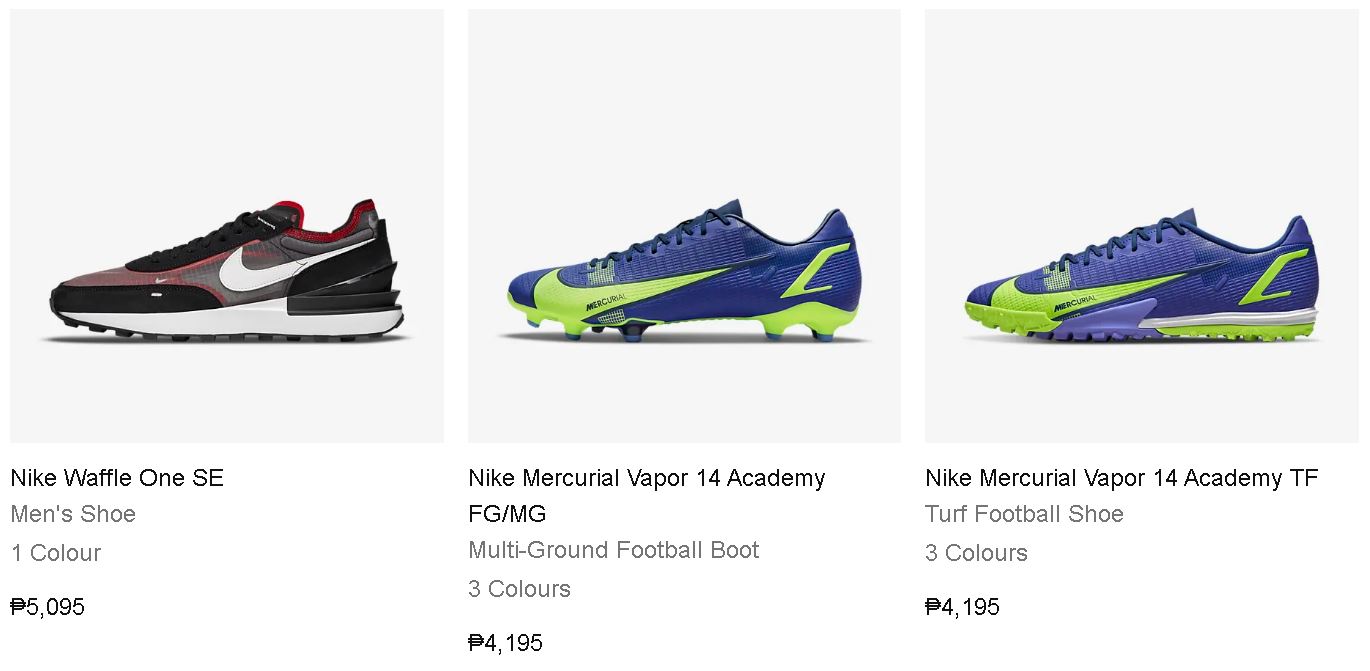 MERCURIAL
MERCURIAL
Nike Waffle One SE
Men's Shoe
1 Colour
₱5,095
Nike Mercurial Vapor 14 Academy
FG/MG
Multi-Ground Football Boot
3 Colours
₱4,195
Nike Mercurial Vapor 14 Academy TF
Turf Football Shoe
3 Colours
₱4,195